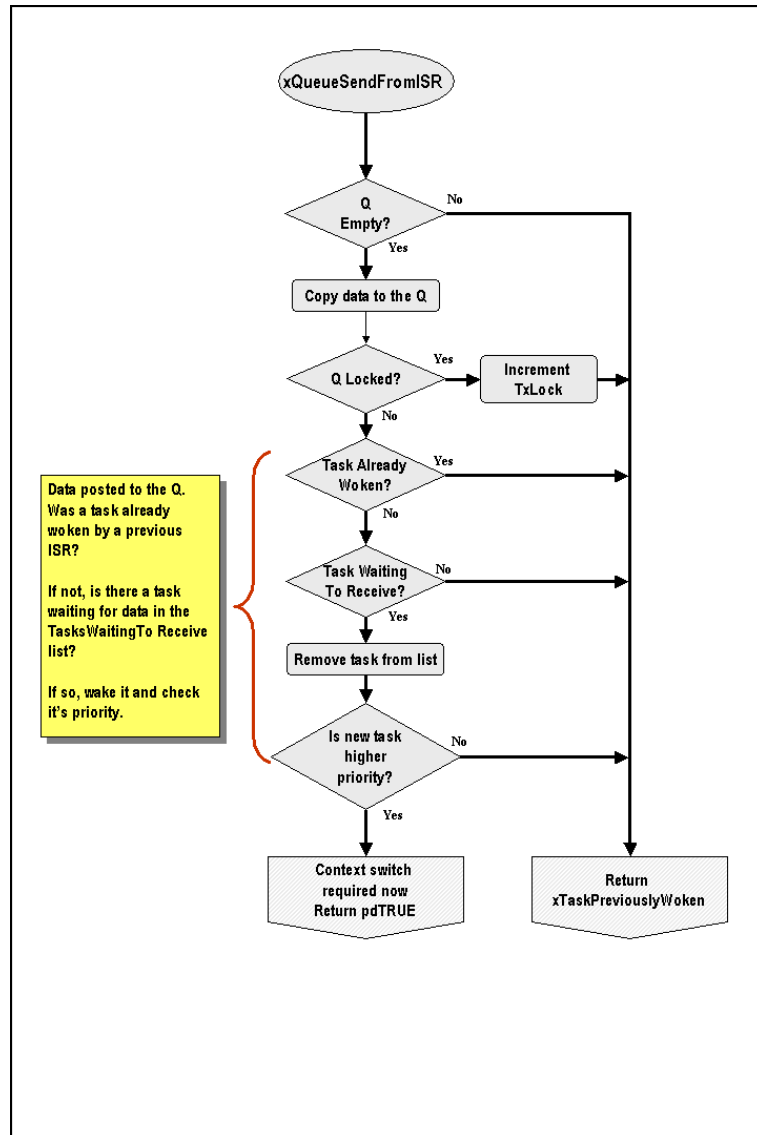 xQueueSendFromISR
Q
Empty?
No
Yes
Copy data to the Q
Q Locked?
Yes
Increment
TxLock
No
Task Already
Woken?
Yes
No
Data posted to the Q.
Was a task already
woken by a previous
ISR?
If not, is there a task
waiting for data in the
TasksWaitingTo Receive
list?
If so, wake it and check
it's priority.
Task Waiting
To Receive?
No
Yes
Remove task from list
Is new task
higher
priority?
No
Yes
Context switch
required now
Return pdTRUE
Return
xTaskPreviouslyWoken